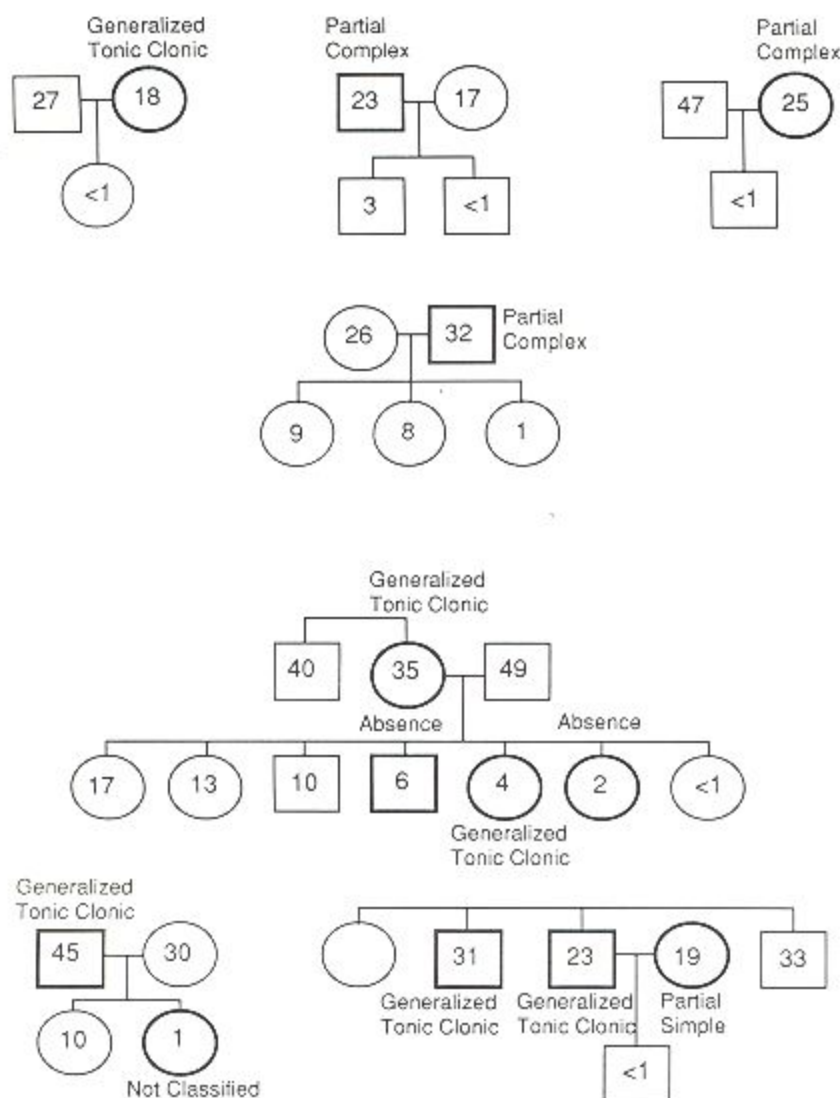 Generalized
Tonic Clonic
27
18
<1
Partial
Complex
23
17
3
<1
Partial
Complex
47
25
<1
26
32
Partial
Complex
9
8
1
Generalized
Tonic Clonic
40
35
49
Absence
Absence
17
13
10
6
4
2
<1
Generalized
Tonic Clonic
Generalized
Tonic Clonic
45
30
10
1
Not Classified
31
23
19
33
Generalized
Tonic Clonic
Generalized
Tonic Clonic
Partial
Simple
<1